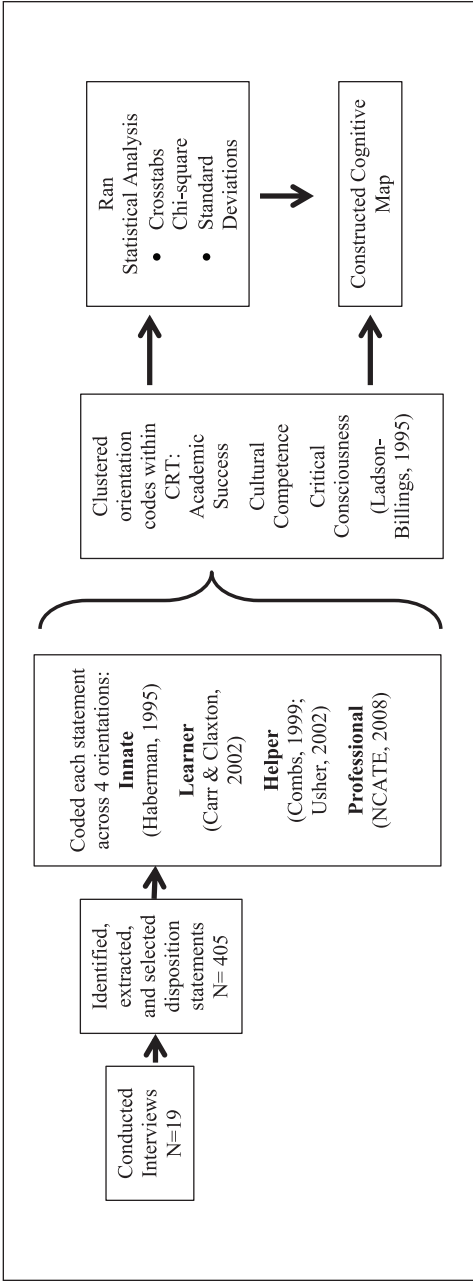 Conducted
Interviews
N=19
Identified,
extracted,
and selected
disposition
statements
N= 405
Coded each statement
across 4 orientations:
Innate
(Haberman, 1995)
Learner
(Carr & Claxton,
2002)
Helper
(Combs, 1999;
Usher, 2002)
Professional
(NCATE, 2008)
Clustered
orientation
codes within
CRT:
Academic
Success
Cultural
Competence
Critical
Consciousness
(Ladson-
Billings, 1995)
Ran
Statistical Analysis
• Crosstabs
Chi-square
• Standard
Deviations
Constructed Cognitive
Map